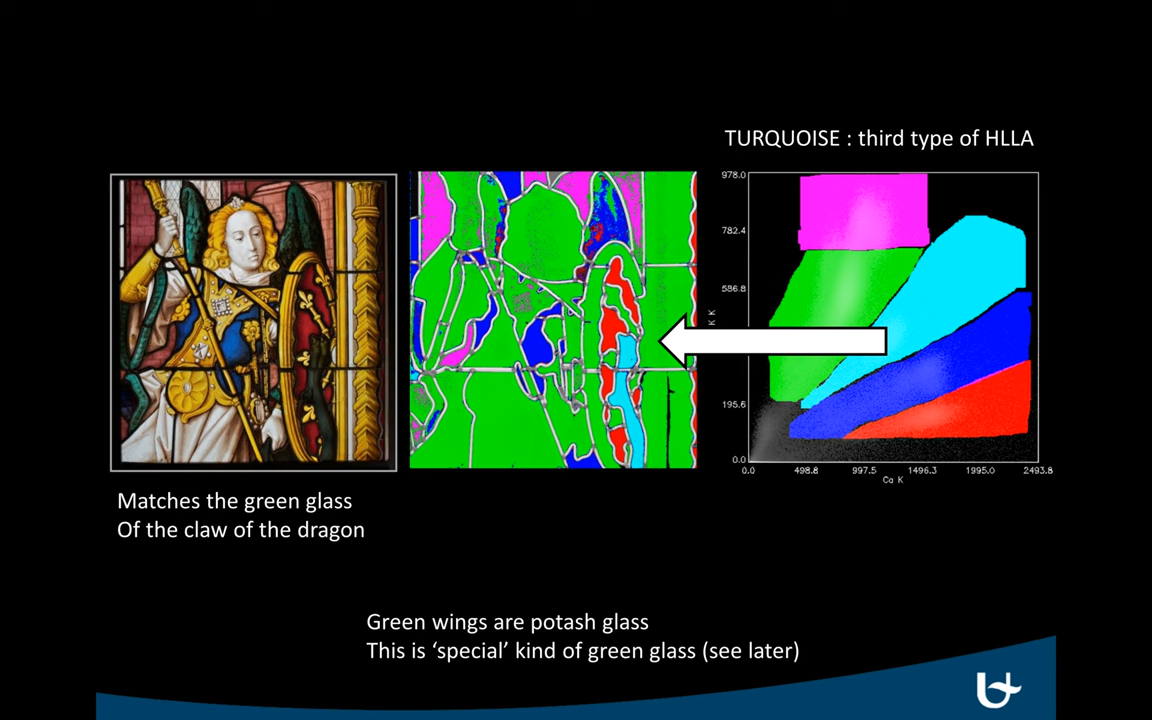 TURQUOISE : third type of HLLA
978.0
782.4
586.8
K K
195.6
0.0
0.0 498.8 997.5 1496.3 1995.0 2493.8
Ca K
Matches the green glass
Of the claw of the dragon
Green wings are potash glass
This is ‘special’ kind of green glass (see later)